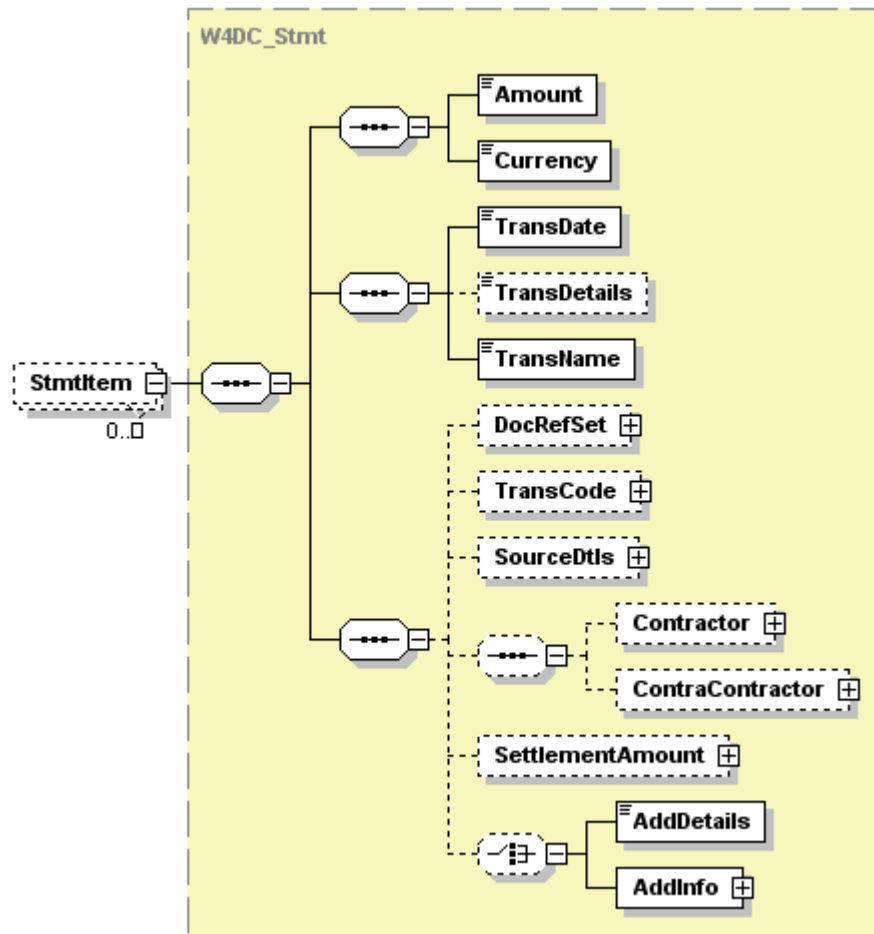 W4DC_Stmt
Amount
Currency
TransDate
TransDetails
TransName
StmtItem
0..□
DocRefSet
TransCode
SourceDtls
Contractor
ContraContractor
SettlementAmount
AddDetails
AddInfo